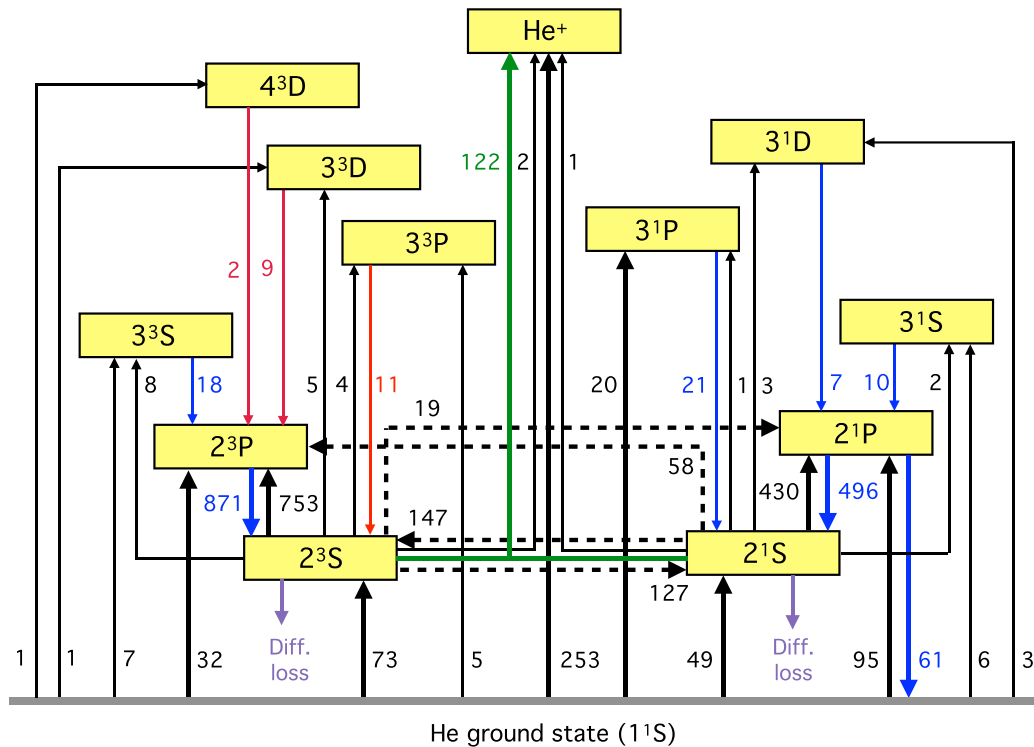 He⁺
4³D
3¹D
3³D
122
2
1
3¹P
3³P
2
9
3¹S
3³S
8
18
5
4
11
20
21
1
3
7
10
2
19
2¹P
2³P
58
871
753
430
496
147
2³S
2¹S
127
Diff.
loss
Diff.
loss
1
1
7
32
73
5
253
49
95
61
6
3
He ground state (1¹S)